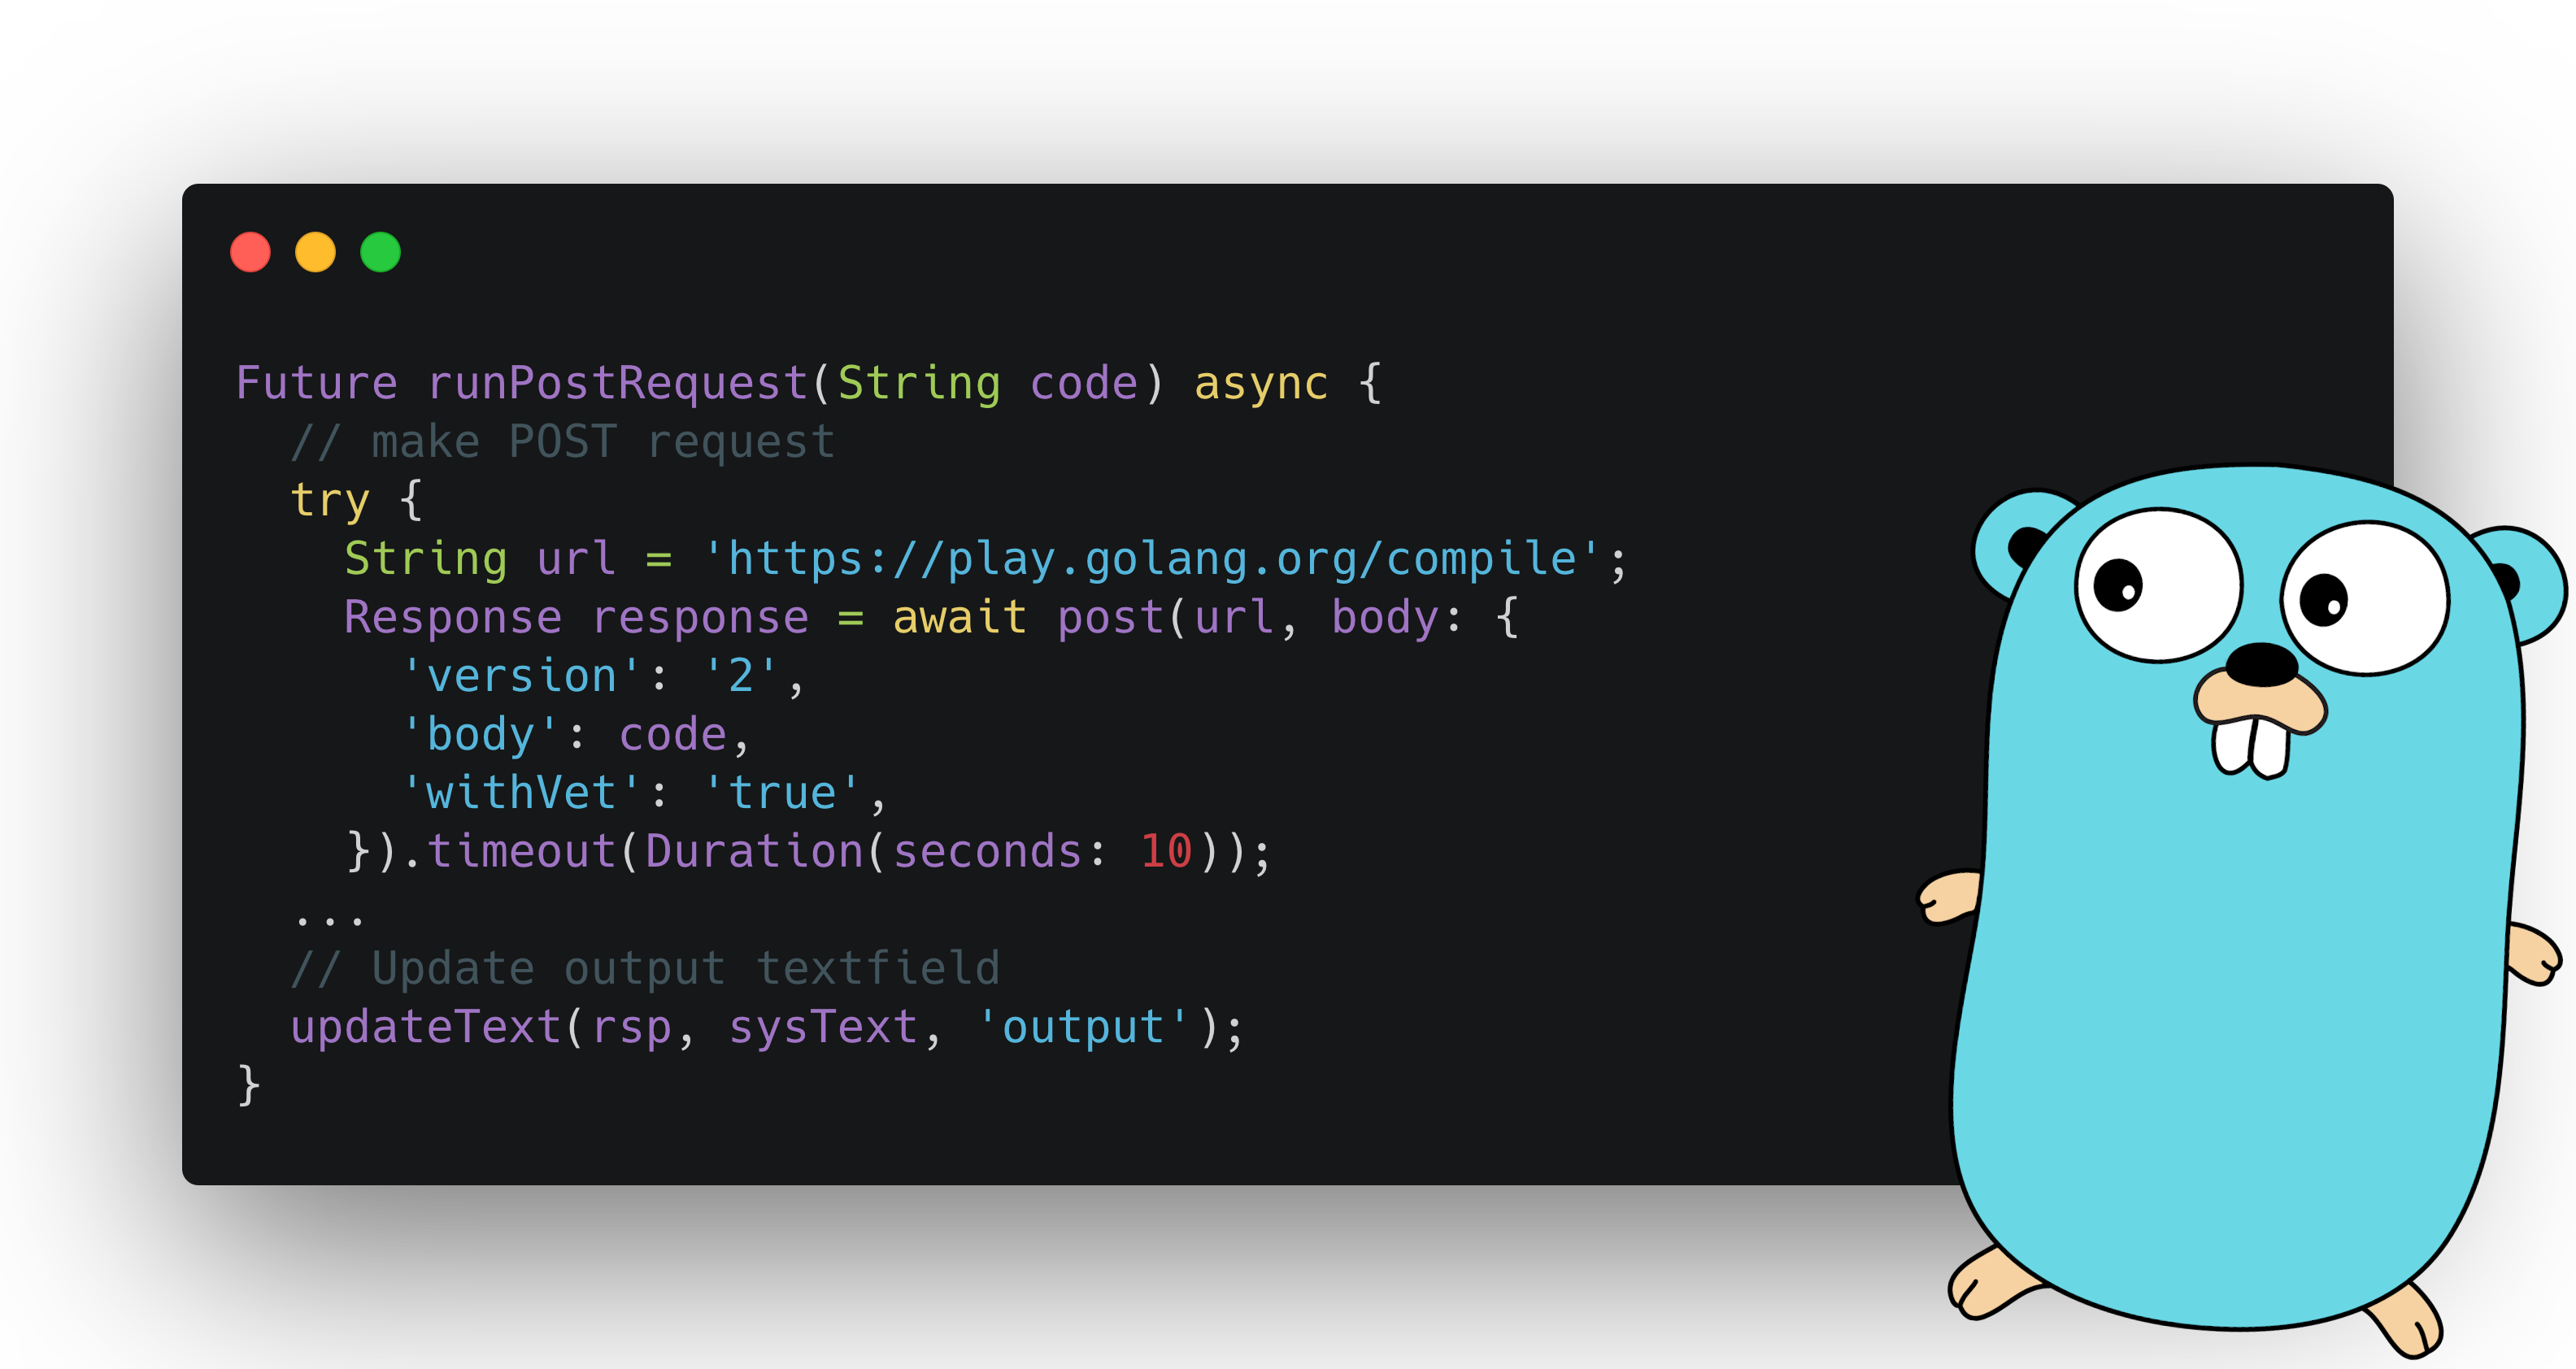 Future runPostRequest(String code) async {
  // make POST request
  try {
    String url = 'https://play.golang.org/compile';
    Response response = await post(url, body: {
      'version': '2',
      'body': code,
      'withVet': 'true',
    }).timeout(Duration(seconds: 10));
  ...
  // Update output textfield
  updateText(rsp, sysText, 'output');
}